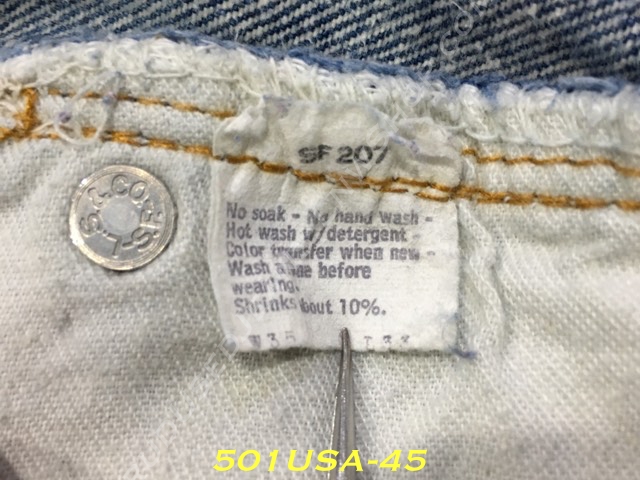 SF 207
No soak - No hand wash -
Hot wash w/detergent -
Color transfer when new -
Wash alone before
wearing.
Shrinks about 10%.
L.S.&CO.-S.F.
501USA-45